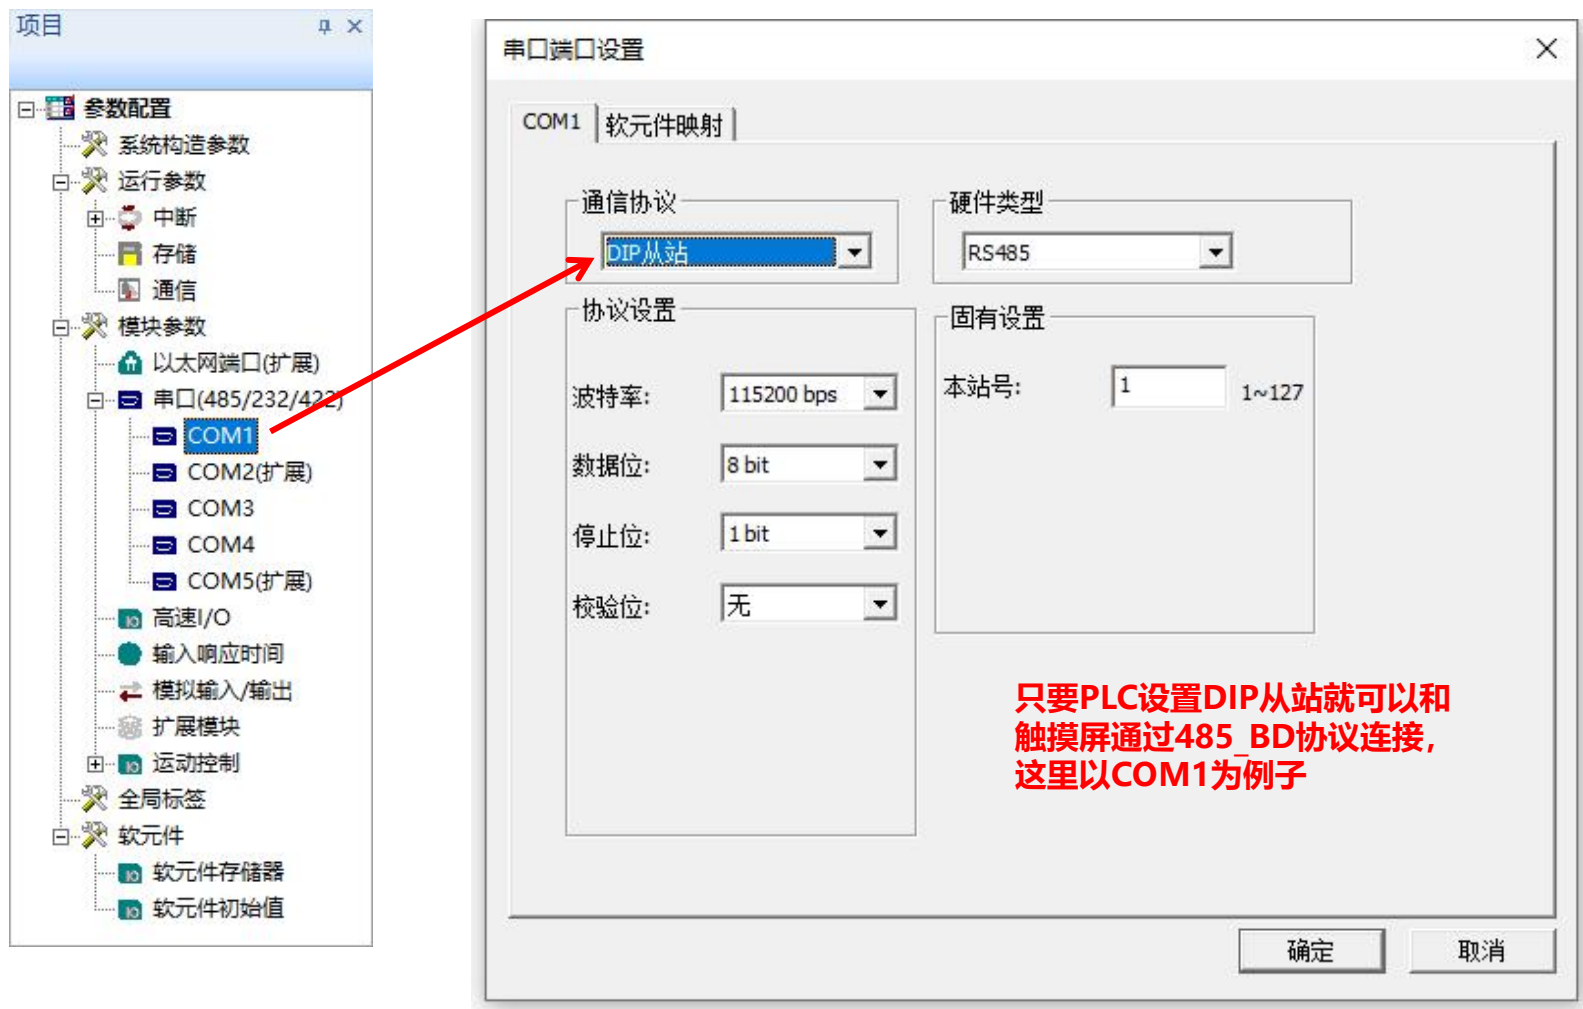 项目
参数配置
系统构造参数
运行参数
中断
存储
通信
模块参数
以太网端口(扩展)
串口(485/232/422)
COM1
COM2(扩展)
COM3
COM4
COM5(扩展)
高速I/O
输入响应时间
模拟输入/输出
扩展模块
运动控制
全局标签
软元件
软元件存储器
软元件初始值
串口端口设置
COM1
软元件映射
通信协议
DIP从站
硬件类型
RS485
协议设置
波特率: 115200 bps
数据位: 8 bit
停止位: 1 bit
校验位: 无
固有设置
本站号: 1 1~127
只要PLC设置DIP从站就可以和
触摸屏通过485_BD协议连接，
这里以COM1为例子
确定
取消